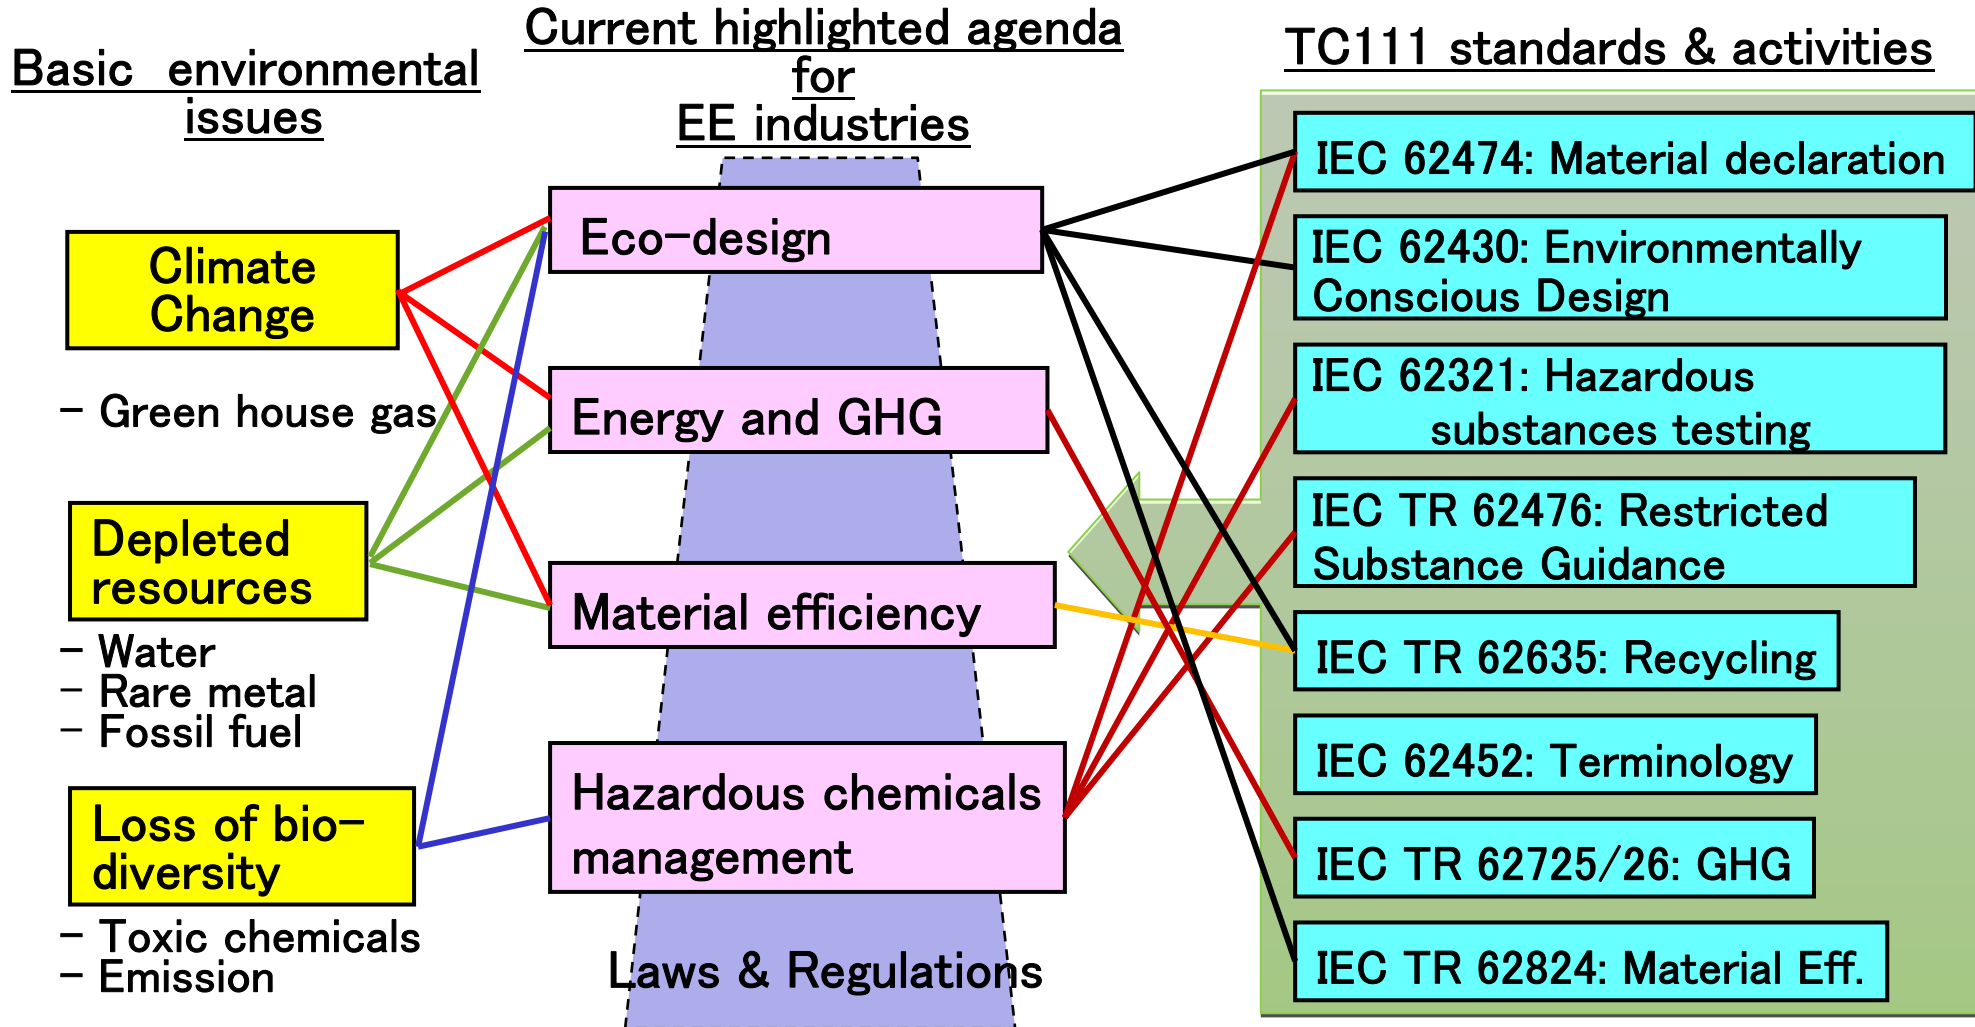 Basic environmental
issues
Climate
Change
- Green house gas
Depleted
resources
- Water
- Rare metal
- Fossil fuel
Loss of bio-
diversity
- Toxic chemicals
- Emission
Current highlighted agenda
for
EE industries
Eco-design
Energy and GHG
Material efficiency
Hazardous chemicals
management
Laws & Regulations
TC111 standards & activities
IEC 62474: Material declaration
IEC 62430: Environmentally
Conscious Design
IEC 62321: Hazardous
substances testing
IEC TR 62476: Restricted
Substance Guidance
IEC TR 62635: Recycling
IEC 62452: Terminology
IEC TR 62725/26: GHG
IEC TR 62824: Material Eff.